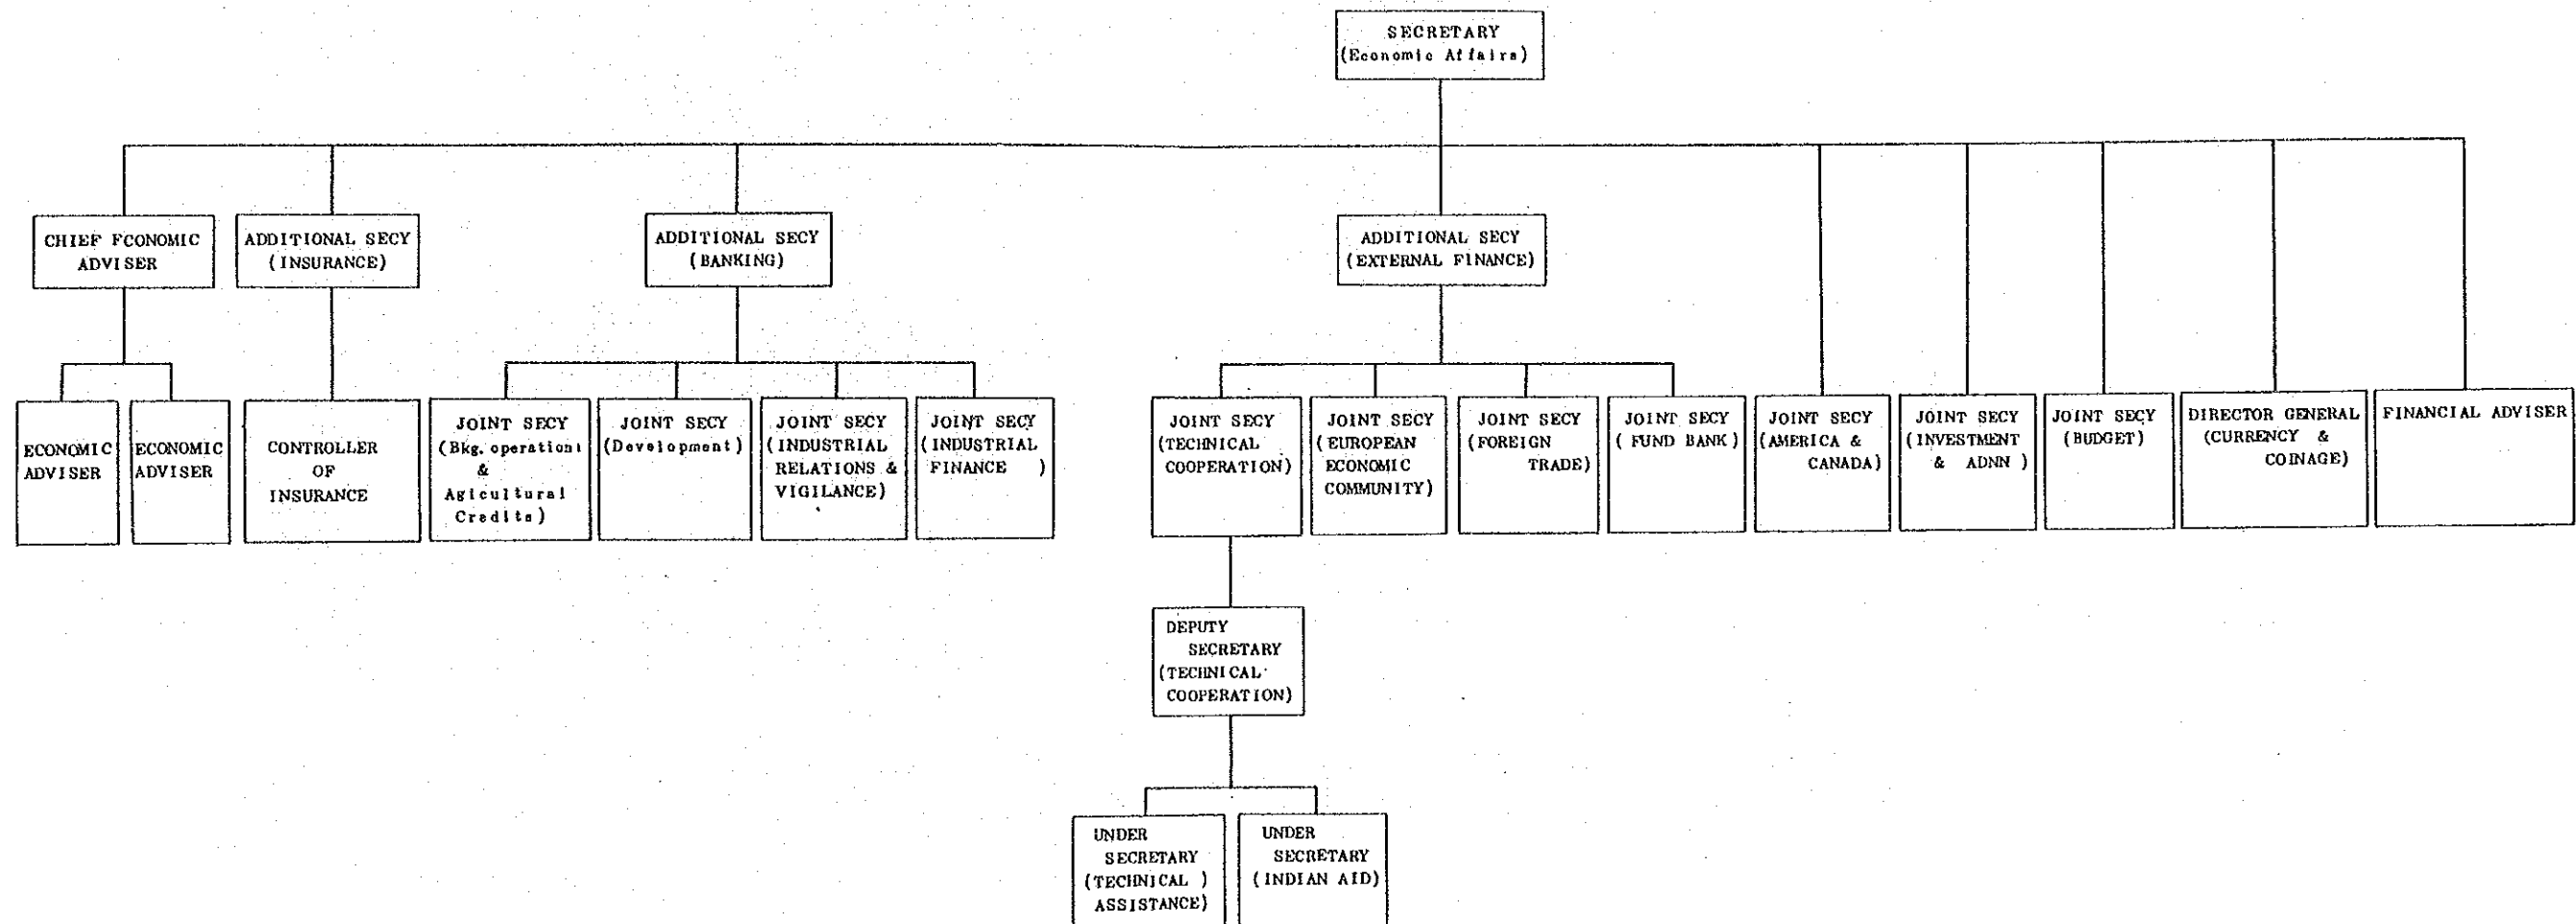 SECRETARY
(Economic Affairs)
CHIEF ECONOMIC
ADVISER
ADDITIONAL SECY
(INSURANCE)
ADDITIONAL SECY
(BANKING)
ADDITIONAL SECY
(EXTERNAL FINANCE)
ECONOMIC
ADVISER
ECONOMIC
ADVISER
CONTROLLER
OF
INSURANCE
JOINT SECY
(Bkg. operations
&
Agicultural
Credits)
JOINT SECY
(Development)
JOINT SECY
(INDUSTRIAL
RELATIONS &
VIGILANCE)
JOINT SECY
(INDUSTRIAL
FINANCE )
JOINT SECY
(TECHNICAL
COOPERATION)
JOINT SECY
(EUROPEAN
ECONOMIC
COMMUNITY)
JOINT SECY
(FOREIGN
TRADE)
JOINT SECY
( FUND BANK)
JOINT SECY
(AMERICA &
CANADA)
JOINT SECY
(INVESTMENT
& ADNN )
JOINT SECY
(BUDGET)
DIRECTOR GENERAL
(CURRENCY &
COINAGE)
FINANCIAL ADVISER
DEPUTY
SECRETARY
(TECHNICAL
COOPERATION)
UNDER
SECRETARY
(TECHNICAL )
ASSISTANCE)
UNDER
SECRETARY
(INDIAN AID)